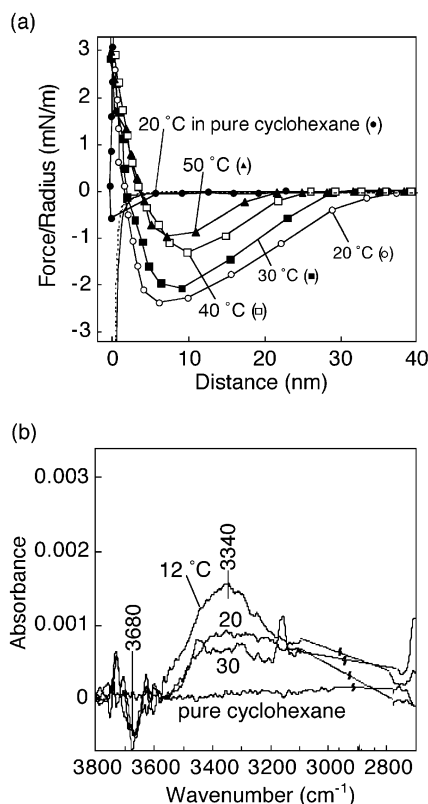 (a)
3
2
1
0
-1
-2
-3
Force/Radius (mN/m)
20 ˚C in pure cyclohexane (●)
50 ˚C (▲)
20 ˚C (○)
30 ˚C (■)
40 ˚C (□)
0 10 20 30 40
Distance (nm)
(b)
0.003
0.002
0.001
0
Absorbance
3680
12 ˚C
3340
20
30
pure cyclohexane
3800 3600 3400 3200 3000 2800
Wavenumber (cm⁻¹)